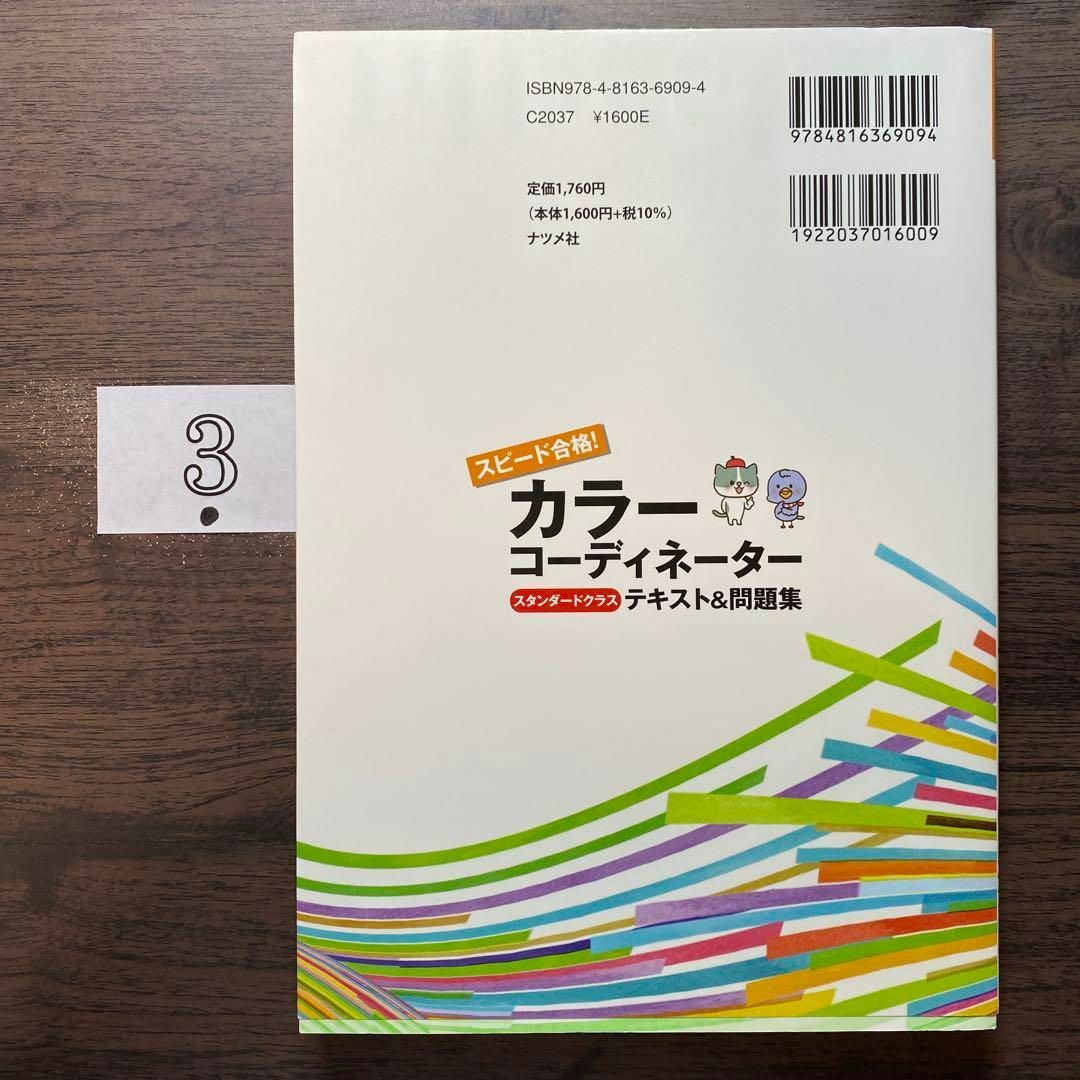 ISBN978-4-8163-6909-4
C2037 ¥1600E
9784816369094
定価1,760円
（本体1,600円+税10%）
ナツメ社
1922037016009
3
スピード合格!
カラー
コーディネーター
スタンダードクラス テキスト&問題集